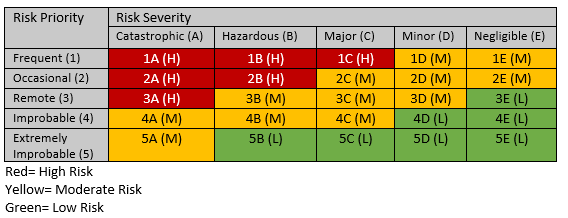 Risk Priority Risk Severity
Catastrophic (A) Hazardous (B) Major (C) Minor (D) Negligible (E)
Frequent (1) 1A (H) 1B (H) 1C (H) 1D (M) 1E (M)
Occasional (2) 2A (H) 2B (H) 2C (M) 2D (M) 2E (M)
Remote (3) 3A (H) 3B (M) 3C (M) 3D (M) 3E (L)
Improbable (4) 4A (M) 4B (M) 4C (M) 4D (L) 4E (L)
Extremely 5A (M) 5B (L) 5C (L) 5D (L) 5E (L)
Improbable (5)
Red= High Risk
Yellow= Moderate Risk
Green= Low Risk